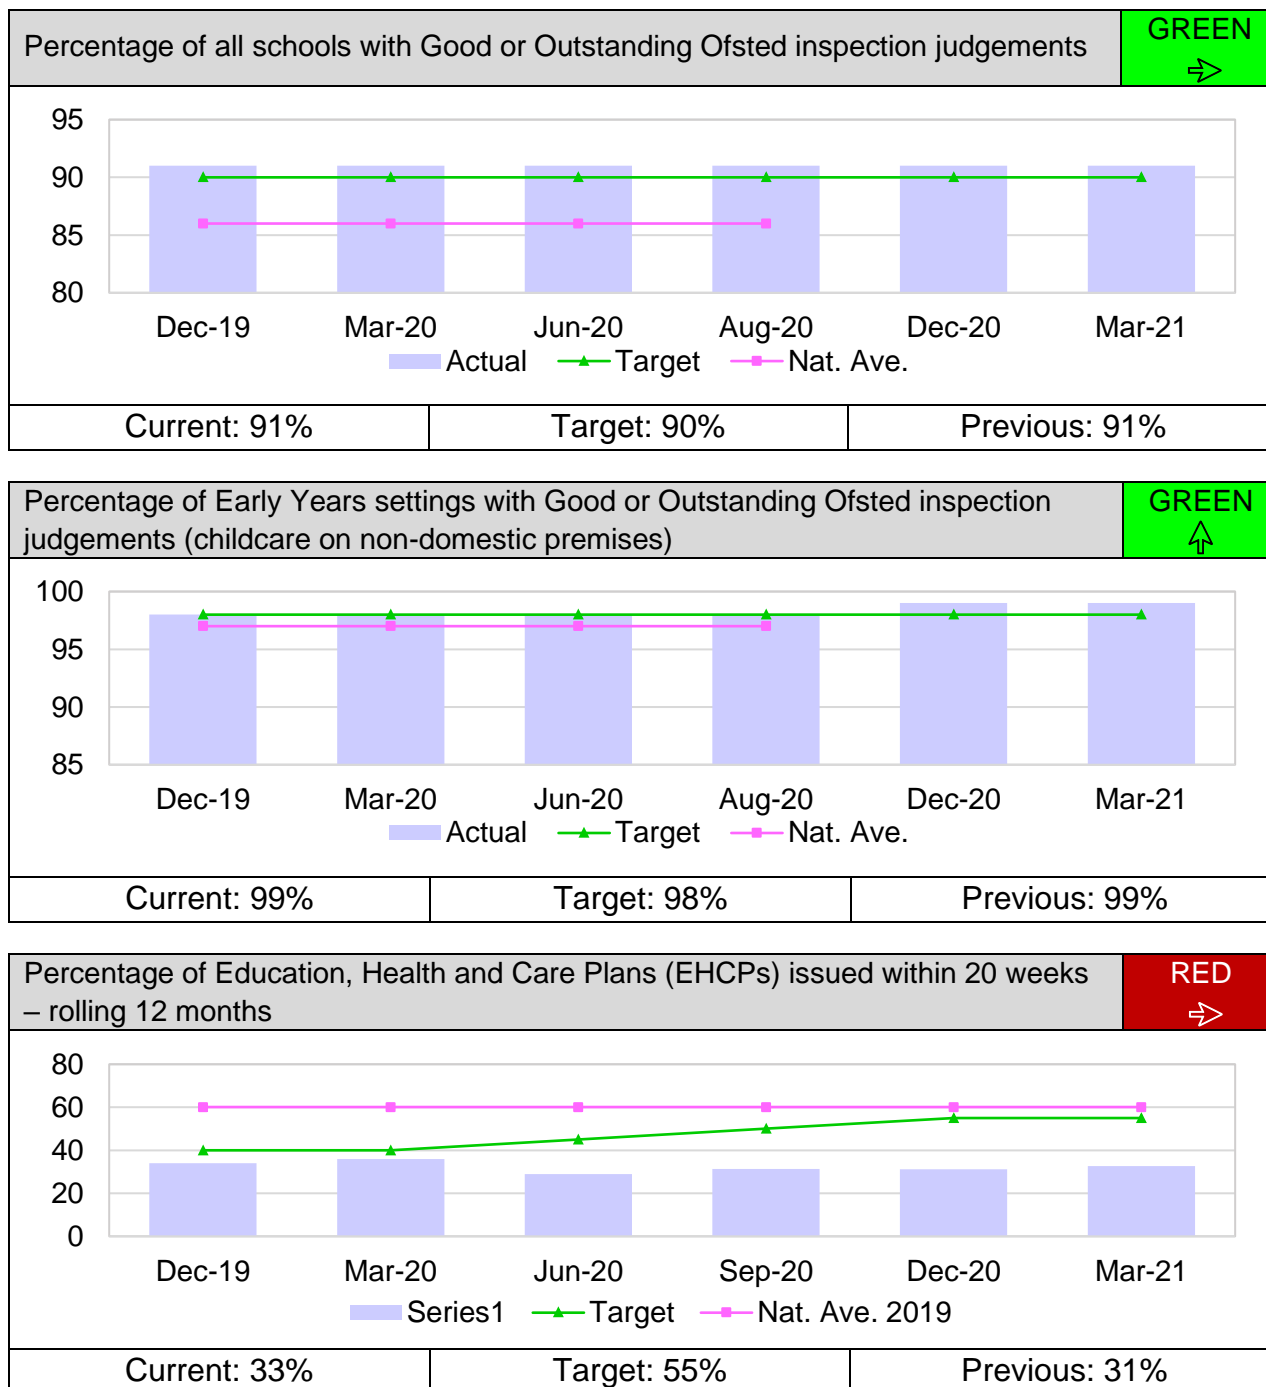 Percentage of all schools with Good or Outstanding Ofsted inspection judgements
GREEN
95
90
85
80
Dec-19 Mar-20 Jun-20 Aug-20 Dec-20 Mar-21
Actual Target Nat. Ave.
Current: 91% Target: 90% Previous: 91%
Percentage of Early Years settings with Good or Outstanding Ofsted inspection
judgements (childcare on non-domestic premises)
GREEN
100
95
90
85
Dec-19 Mar-20 Jun-20 Aug-20 Dec-20 Mar-21
Actual Target Nat. Ave.
Current: 99% Target: 98% Previous: 99%
Percentage of Education, Health and Care Plans (EHCPs) issued within 20 weeks
– rolling 12 months
RED
80
60
40
20
0
Dec-19 Mar-20 Jun-20 Sep-20 Dec-20 Mar-21
Series1 Target Nat. Ave. 2019
Current: 33% Target: 55% Previous: 31%